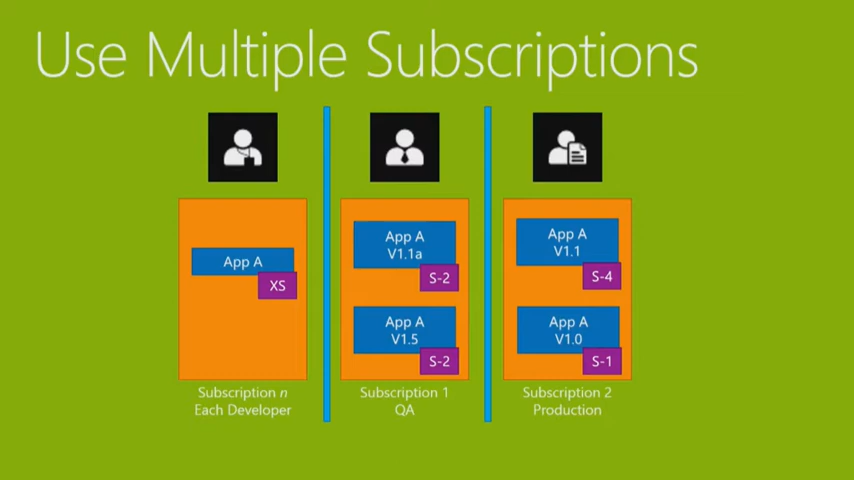 Use Multiple Subscriptions
App A
XS
Subscription n
Each Developer
App A
V1.1a
S-2
App A
V1.5
S-2
Subscription 1
QA
App A
V1.1
S-4
App A
V1.0
S-1
Subscription 2
Production